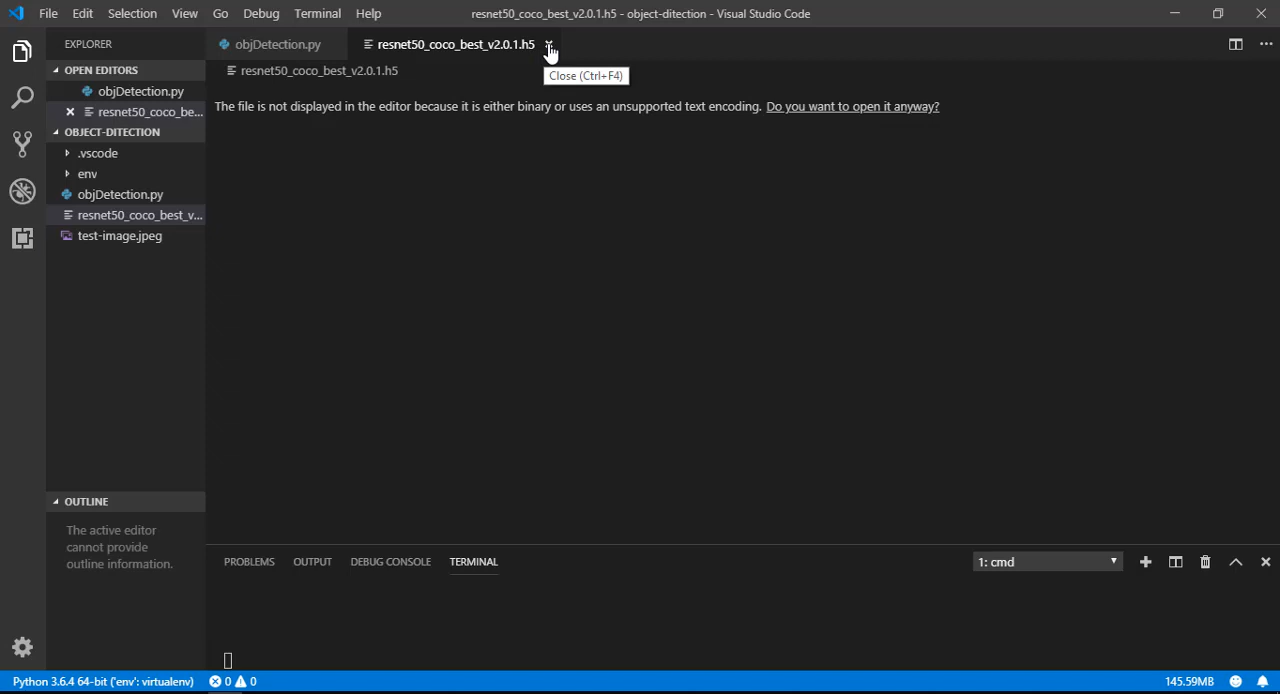 File Edit Selection View Go Debug Terminal Help
resnet50_coco_best_v2.0.1.h5 - object-ditection - Visual Studio Code
EXPLORER
objDetection.py
resnet50_coco_best_v2.0.1.h5
OPEN EDITORS
resnet50_coco_best_v2.0.1.h5
Close (Ctrl+F4)
objDetection.py
resnet50_coco_be...
The file is not displayed in the editor because it is either binary or uses an unsupported text encoding. Do you want to open it anyway?
OBJECT-DITECTION
.vscode
env
objDetection.py
resnet50_coco_best_v...
test-image.jpeg
OUTLINE
The active editor
cannot provide
outline information.
PROBLEMS OUTPUT DEBUG CONSOLE TERMINAL
1: cmd
Python 3.6.4 64-bit ('env': virtualenv) 0 0
145.59MB